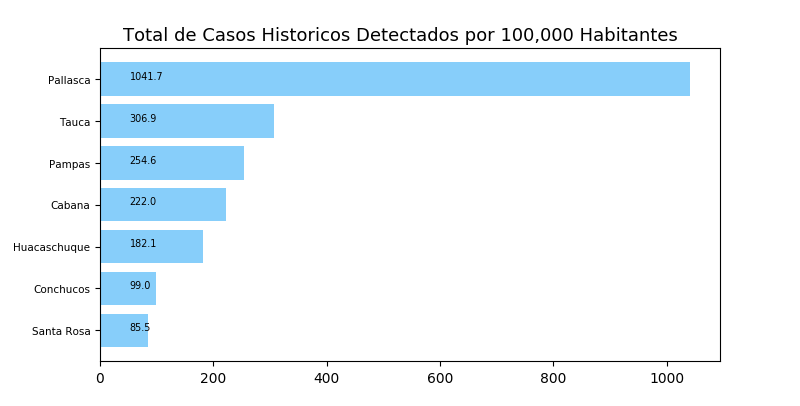 Total de Casos Historicos Detectados por 100,000 Habitantes
Pallasca 1041.7
Tauca 306.9
Pampas 254.6
Cabana 222.0
Huacaschuque 182.1
Conchucos 99.0
Santa Rosa 85.5
0 200 400 600 800 1000